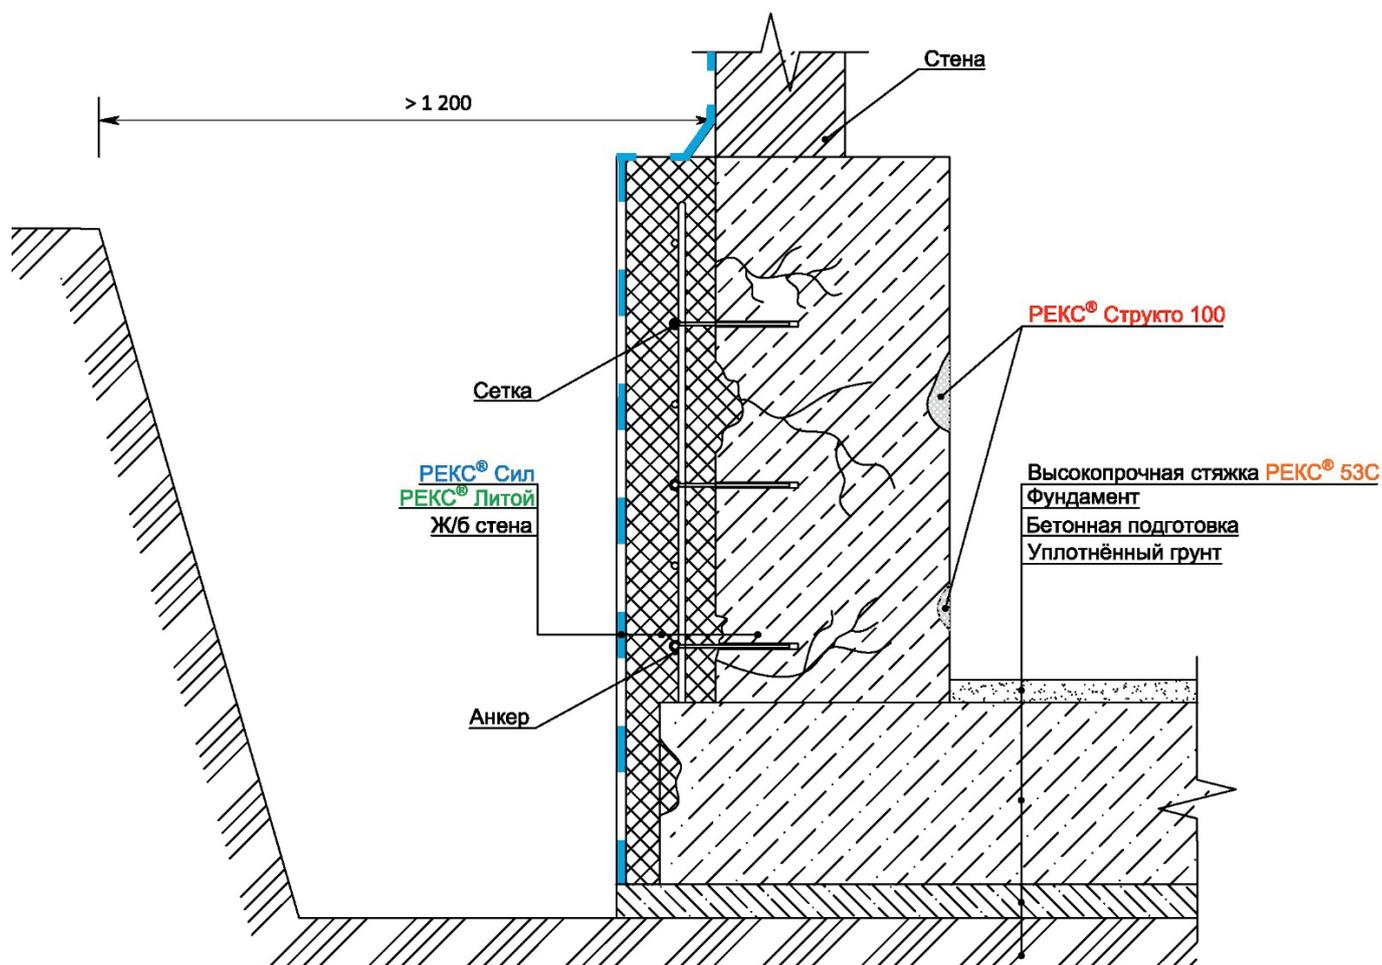 Стена
> 1 200
РЕКС® Структо 100
Сетка
РЕКС® Сил
РЕКС® Литой
Ж/б стена
Высокопрочная стяжка РЕКС® 53С
Фундамент
Бетонная подготовка
Уплотнённый грунт
Анкер